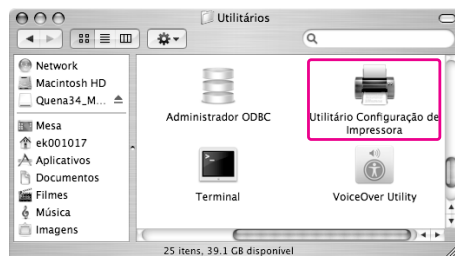 Utilitários
Network
Macintosh HD
Quena34_M...
Mesa
ek001017
Aplicativos
Documentos
Filmes
Música
Imagens
Administrador ODBC
Utilitário Configuração de
Impressora
Terminal
VoiceOver Utility
25 itens, 39.1 GB disponível